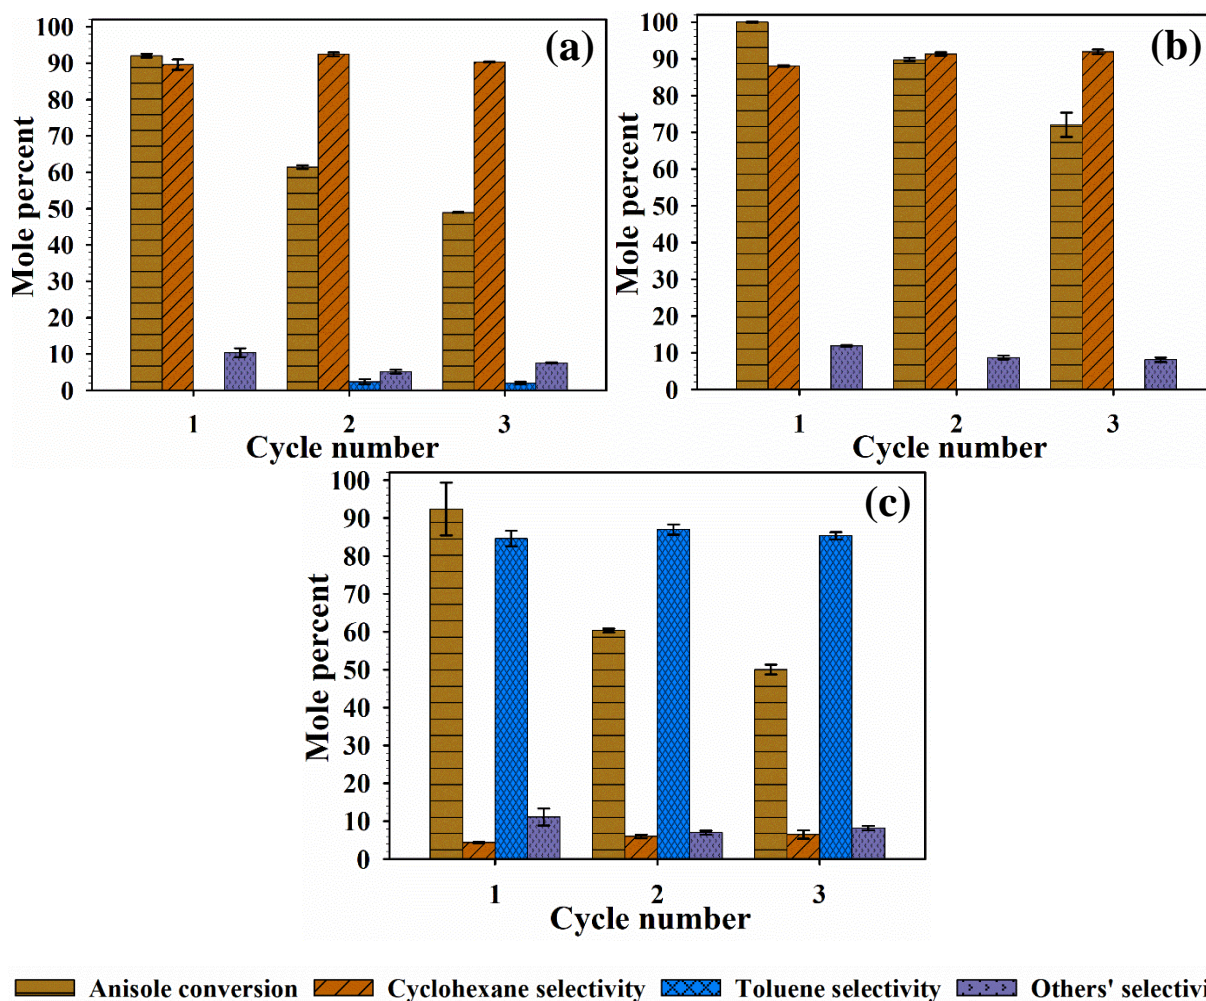 (a)
100
90
80
70
60
50
40
30
20
10
0
Mole percent
1 2 3
Cycle number
(b)
100
90
80
70
60
50
40
30
20
10
0
Mole percent
1 2 3
Cycle number
(c)
100
90
80
70
60
50
40
30
20
10
0
Mole percent
1 2 3
Cycle number
Anisole conversion Cyclohexane selectivity Toluene selectivity Others' selectivi